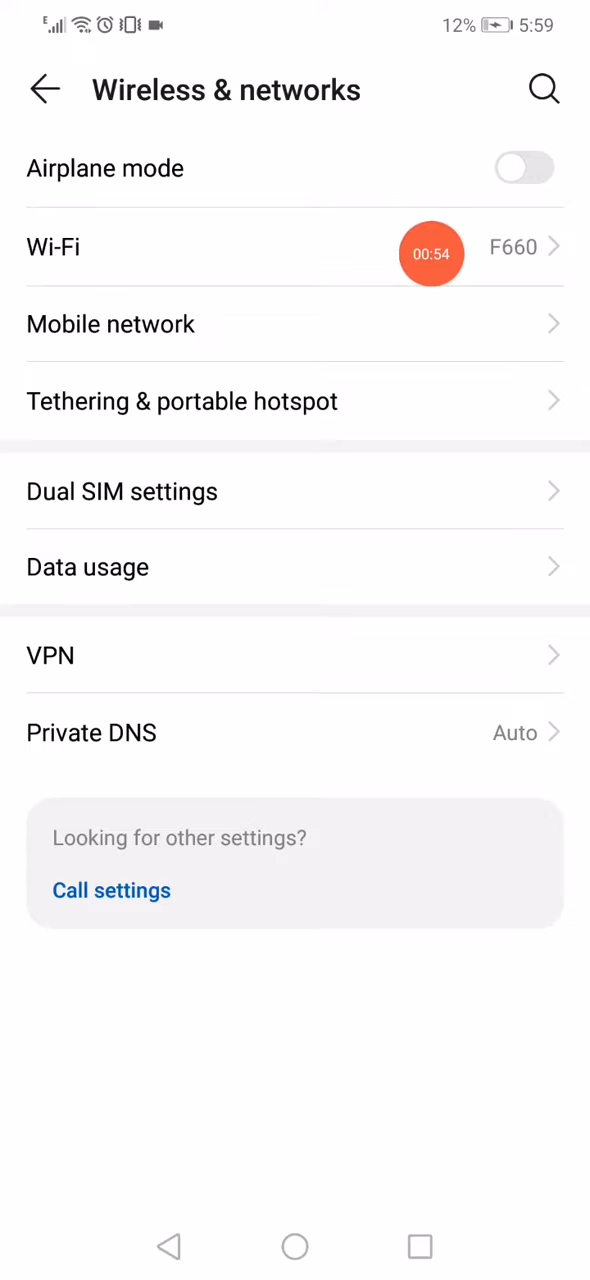 E 12% 5:59
Wireless & networks
Airplane mode
Wi-Fi 00:54 F660
Mobile network
Tethering & portable hotspot
Dual SIM settings
Data usage
VPN
Private DNS Auto
Looking for other settings?
Call settings